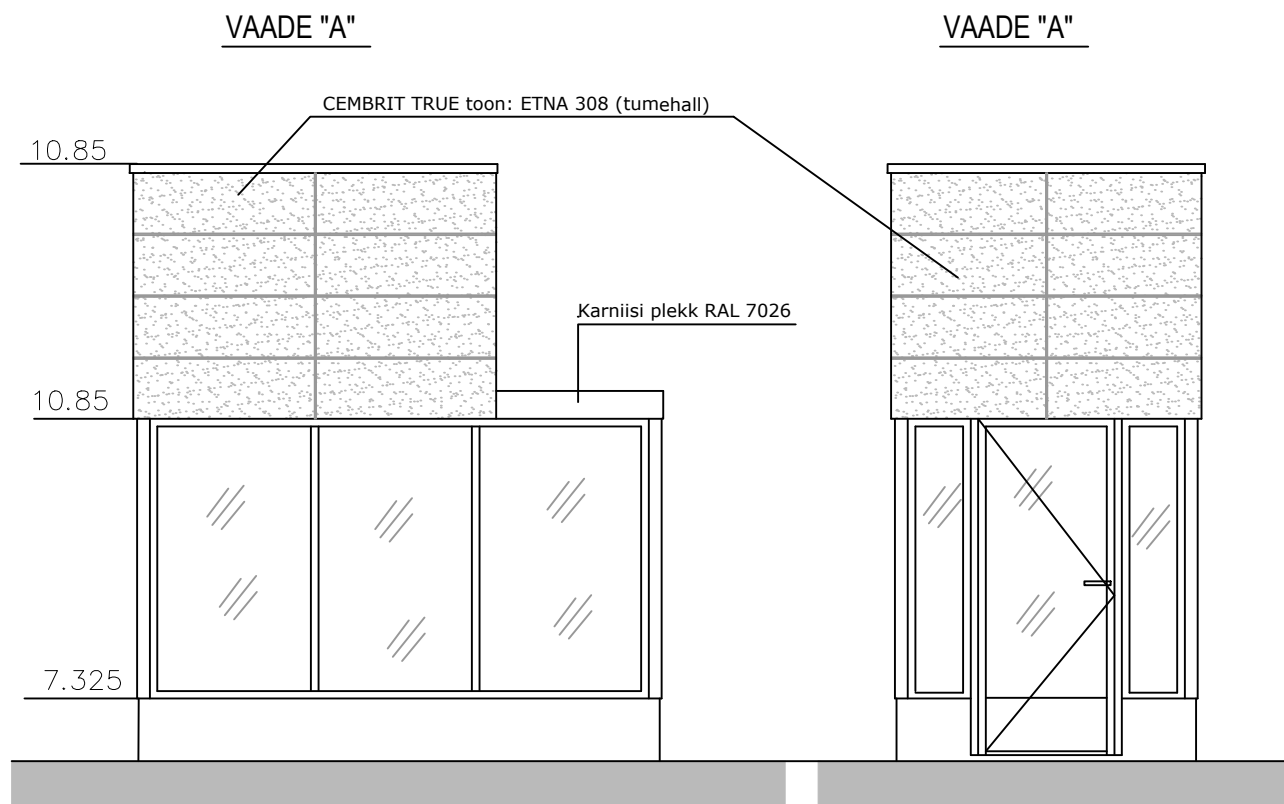 VAADE "A"
VAADE "A"
CEMBRIT TRUE toon: ETNA 308 (tumehall)
10.85
Karniisi plekk RAL 7026
10.85
7.325